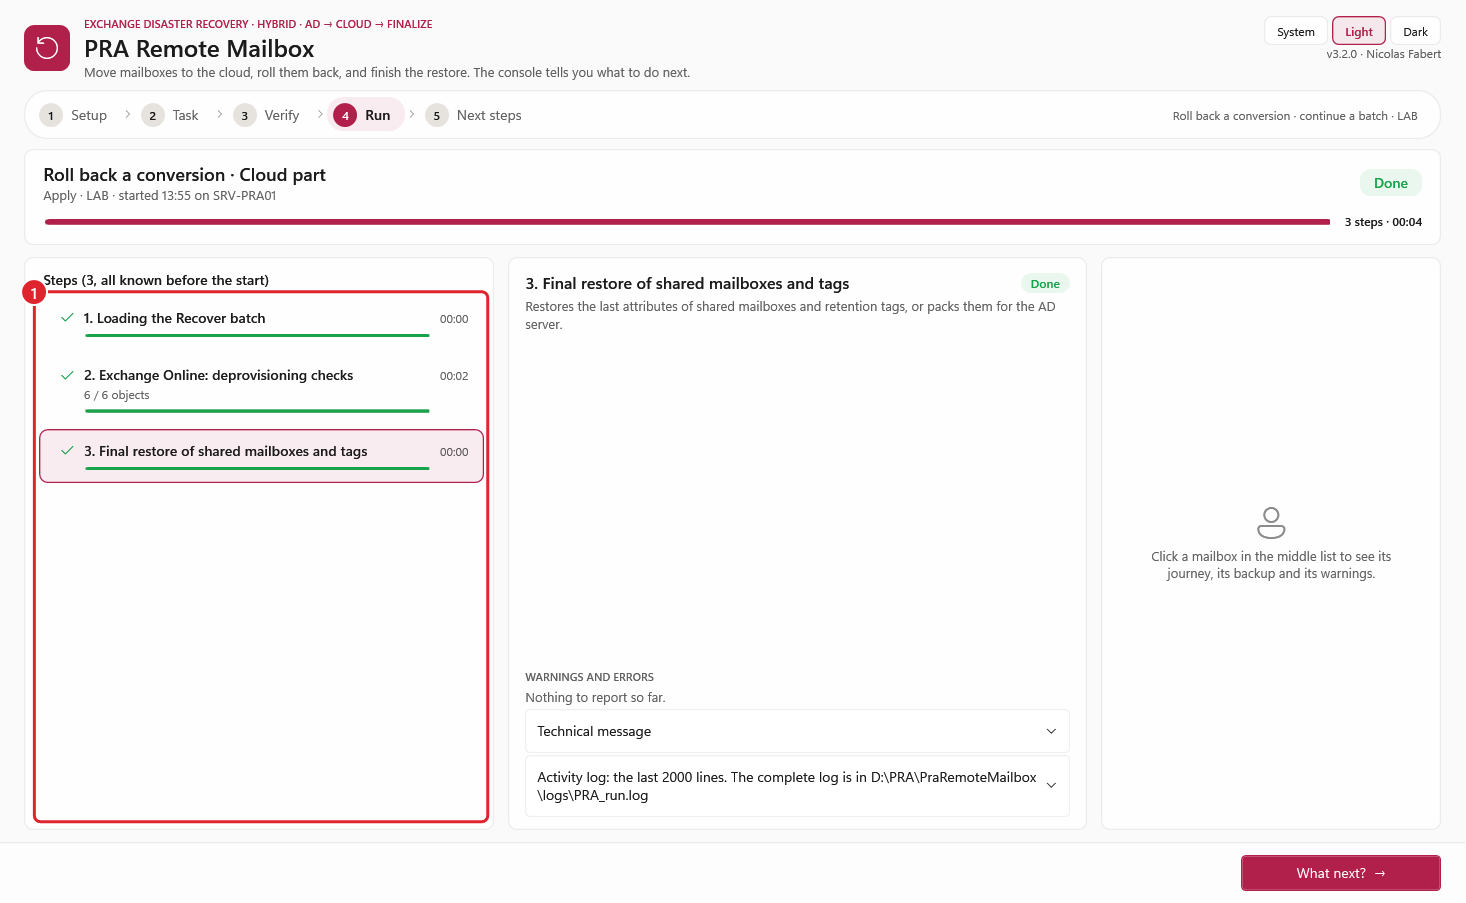 EXCHANGE DISASTER RECOVERY · HYBRID · AD → CLOUD → FINALIZE
PRA Remote Mailbox
Move mailboxes to the cloud, roll them back, and finish the restore. The console tells you what to do next.
System
Light
Dark
v3.2.0 · Nicolas Fabert
1 Setup
2 Task
3 Verify
4 Run
5 Next steps
Roll back a conversion · continue a batch · LAB
Roll back a conversion · Cloud part
Apply · LAB · started 13:55 on SRV-PRA01
Done
3 steps · 00:04
Steps (3, all known before the start)
1
1. Loading the Recover batch
00:00
2. Exchange Online: deprovisioning checks
00:02
6 / 6 objects
3. Final restore of shared mailboxes and tags
00:00
3. Final restore of shared mailboxes and tags
Done
Restores the last attributes of shared mailboxes and retention tags, or packs them for the AD
server.
WARNINGS AND ERRORS
Nothing to report so far.
Technical message
Activity log: the last 2000 lines. The complete log is in D:\PRA\PraRemoteMailbox
\logs\PRA_run.log
Click a mailbox in the middle list to see its
journey, its backup and its warnings.
What next? →